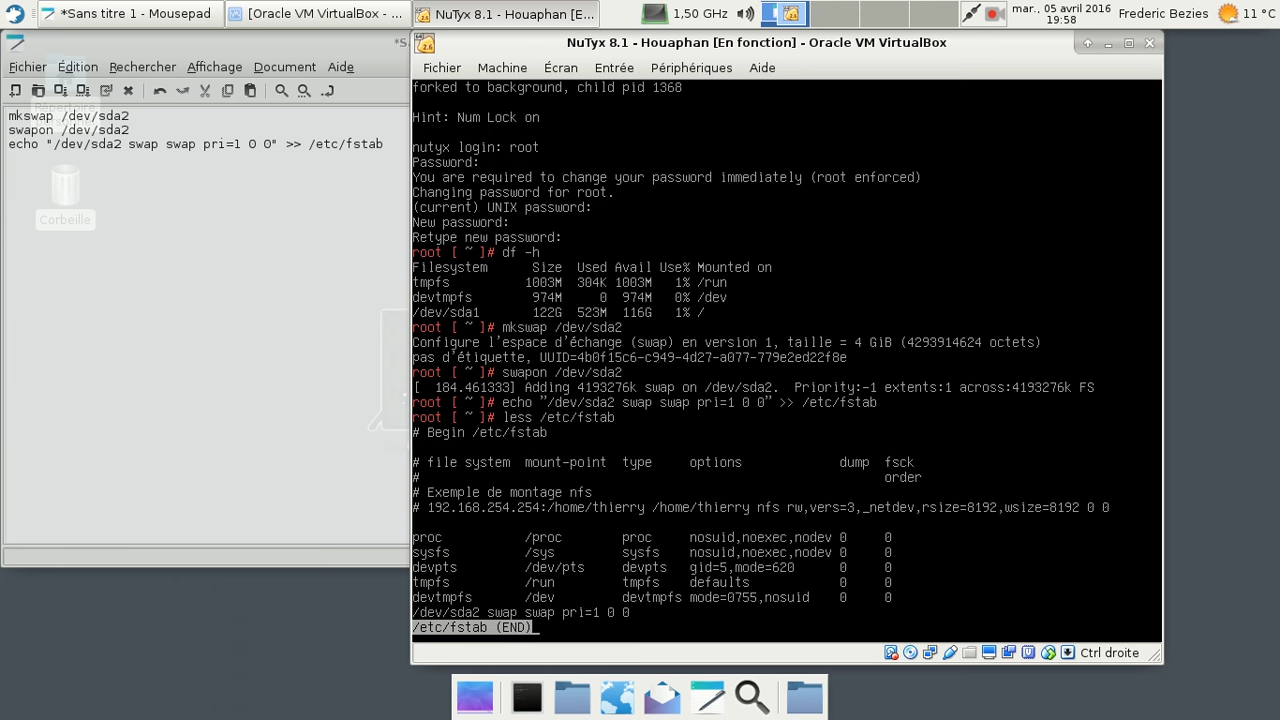 *Sans titre 1 - Mousepad
[Oracle VM VirtualBox - ...
NuTyx 8.1 - Houaphan [E...
1,50 GHz
mar., 05 avril 2016
19:58
Frederic Bezies
11 °C
*S
Fichier Édition Rechercher Affichage Document Aide
mkswap /dev/sda2
swapon /dev/sda2
echo "/dev/sda2 swap swap pri=1 0 0" >> /etc/fstab
Corbeille
NuTyx 8.1 - Houaphan [En fonction] - Oracle VM VirtualBox
Fichier Machine Écran Entrée Périphériques Aide
forked to background, child pid 1368
Hint: Num Lock on
nutyx login: root
Password:
You are required to change your password immediately (root enforced)
Changing password for root.
(current) UNIX password:
New password:
Retype new password:
root [ ~ ]# df -h
Filesystem Size Used Avail Use% Mounted on
tmpfs 1003M 304K 1003M 1% /run
devtmpfs 974M 0 974M 0% /dev
/dev/sda1 122G 523M 116G 1% /
root [ ~ ]# mkswap /dev/sda2
Configure l'espace d'échange (swap) en version 1, taille = 4 GiB (4293914624 octets)
pas d'étiquette, UUID=4b0f15c6-c949-4d27-a077-779e2ed22f8e
root [ ~ ]# swapon /dev/sda2
[ 184.461333] Adding 4193276k swap on /dev/sda2. Priority:-1 extents:1 across:4193276k FS
root [ ~ ]# echo "/dev/sda2 swap swap pri=1 0 0" >> /etc/fstab
root [ ~ ]# less /etc/fstab
# Begin /etc/fstab
# file system mount-point type options dump fsck
# order
# Exemple de montage nfs
# 192.168.254.254:/home/thierry /home/thierry nfs rw,vers=3,_netdev,rsize=8192,wsize=8192 0 0
proc /proc proc nosuid,noexec,nodev 0 0
sysfs /sys sysfs nosuid,noexec,nodev 0 0
devpts /dev/pts devpts gid=5,mode=620 0 0
tmpfs /run tmpfs defaults 0 0
devtmpfs /dev devtmpfs mode=0755,nosuid 0 0
/dev/sda2 swap swap pri=1 0 0
/etc/fstab (END)
Ctrl droite